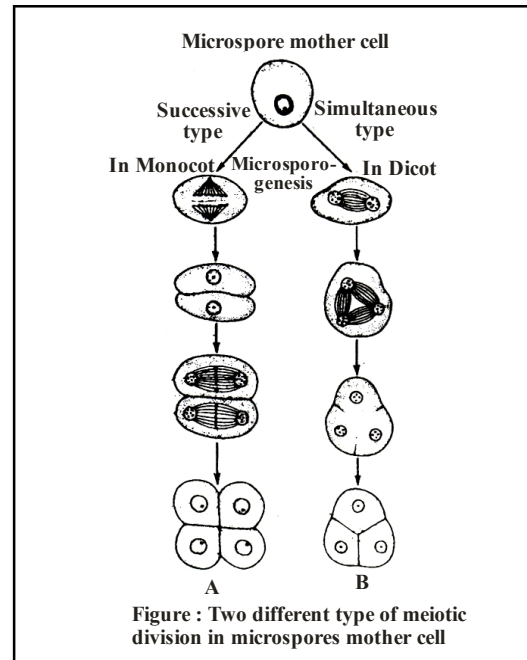 Microspore mother cell
Successive type
Simultaneous type
In Monocot
Microsporo-
genesis
In Dicot
A
B
Figure : Two different type of meiotic
division in microspores mother cell